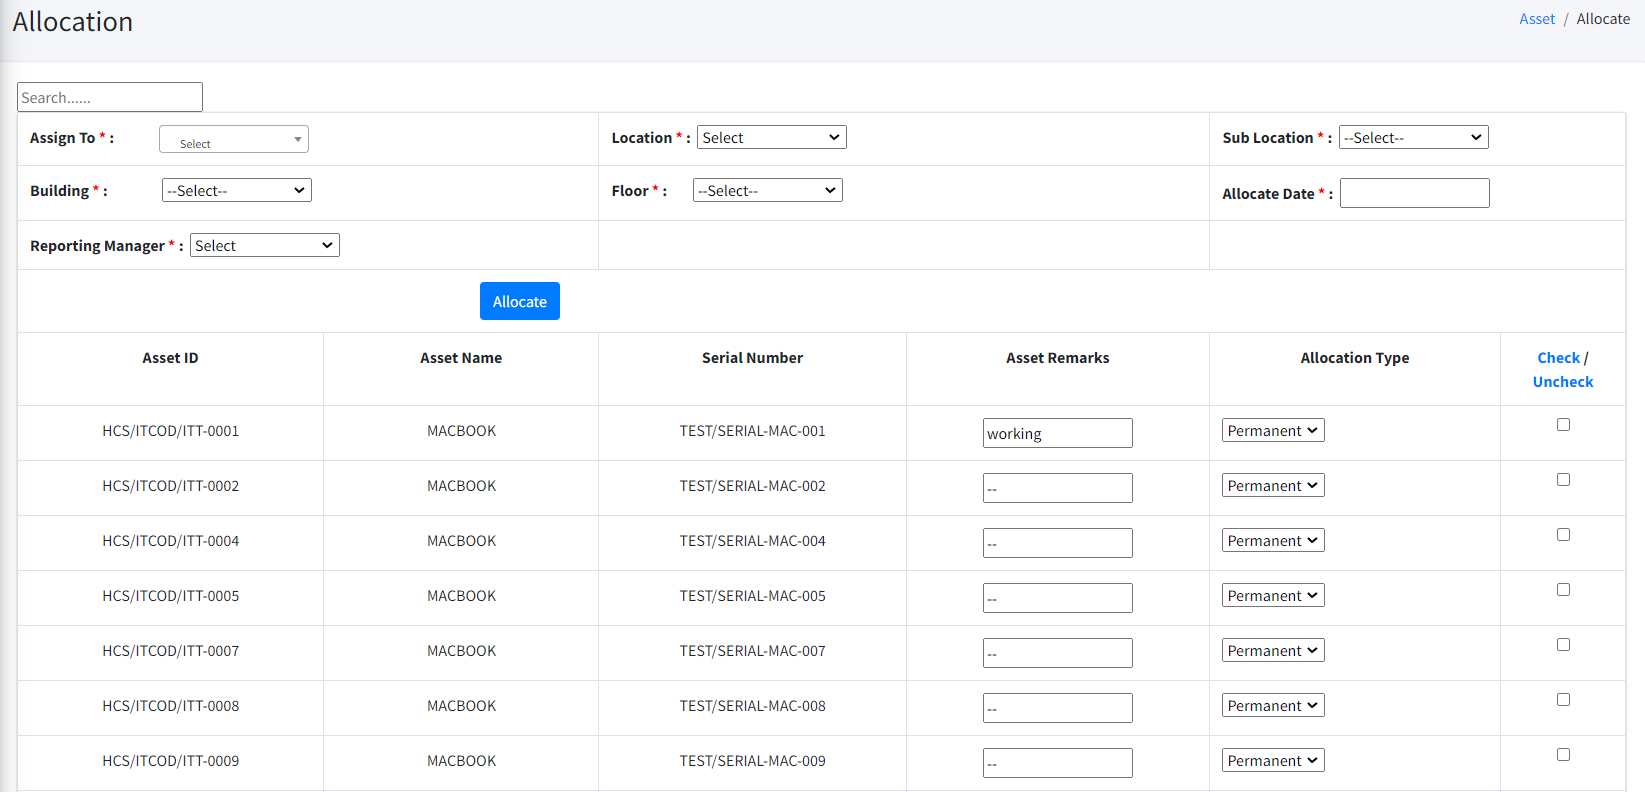 Allocation
Asset / Allocate
Search......
Assign To * : Select Location * : Select Sub Location * : --Select--
Building * : --Select-- Floor * : --Select-- Allocate Date * :
Reporting Manager * : Select
Allocate
Asset ID Asset Name Serial Number Asset Remarks Allocation Type Check /
Uncheck
HCS/ITCOD/ITT-0001 MACBOOK TEST/SERIAL-MAC-001 working Permanent
HCS/ITCOD/ITT-0002 MACBOOK TEST/SERIAL-MAC-002 -- Permanent
HCS/ITCOD/ITT-0004 MACBOOK TEST/SERIAL-MAC-004 -- Permanent
HCS/ITCOD/ITT-0005 MACBOOK TEST/SERIAL-MAC-005 -- Permanent
HCS/ITCOD/ITT-0007 MACBOOK TEST/SERIAL-MAC-007 -- Permanent
HCS/ITCOD/ITT-0008 MACBOOK TEST/SERIAL-MAC-008 -- Permanent
HCS/ITCOD/ITT-0009 MACBOOK TEST/SERIAL-MAC-009 -- Permanent